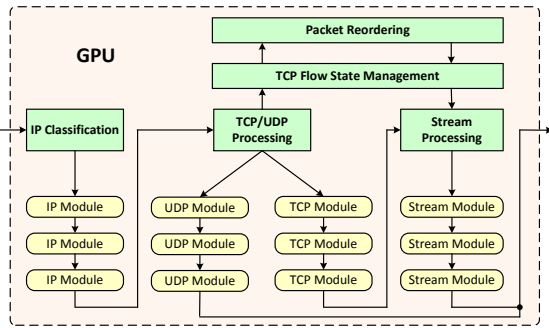 Packet Reordering
GPU
TCP Flow State Management
IP Classification
TCP/UDP
Processing
Stream
Processing
IP Module
UDP Module
TCP Module
Stream Module
IP Module
UDP Module
TCP Module
Stream Module
IP Module
UDP Module
TCP Module
Stream Module